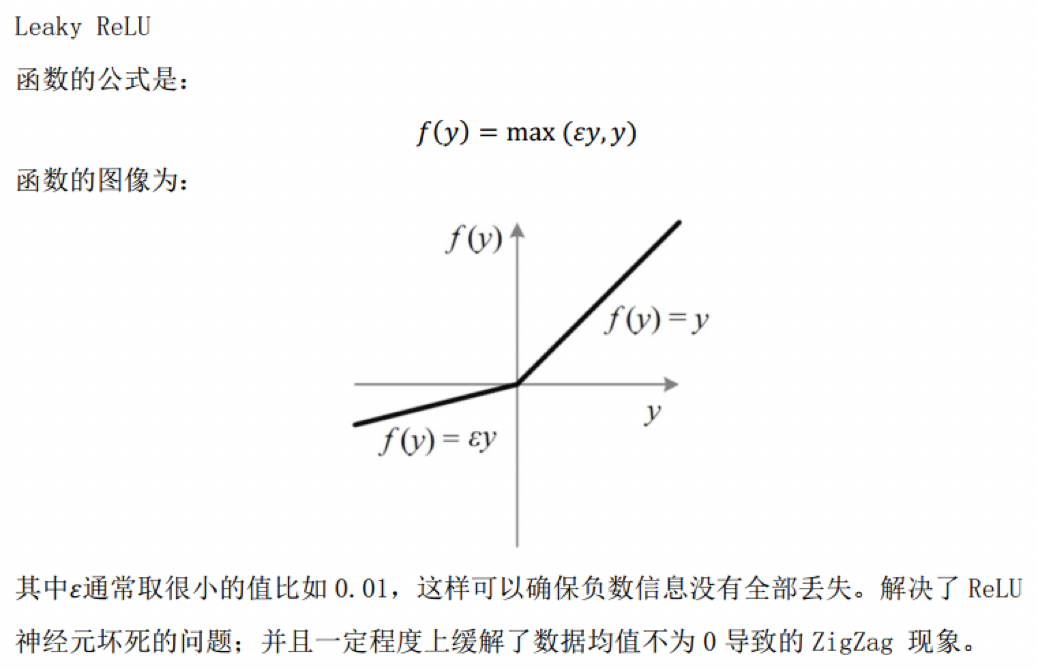 Leaky ReLU
函数的公式是：
f(y) = max (εy, y)
函数的图像为：
f(y)
f(y) = y
y
f(y) = εy
其中ε通常取很小的值比如 0.01，这样可以确保负数信息没有全部丢失。解决了 ReLU
神经元坏死的问题；并且一定程度上缓解了数据均值不为 0 导致的 ZigZag 现象。